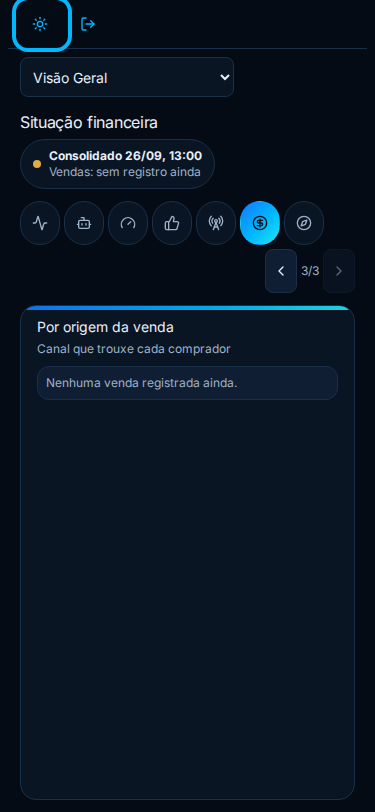 Visão Geral
Situação financeira
Consolidado 26/09, 13:00
Vendas: sem registro ainda
3/3
Por origem da venda
Canal que trouxe cada comprador
Nenhuma venda registrada ainda.